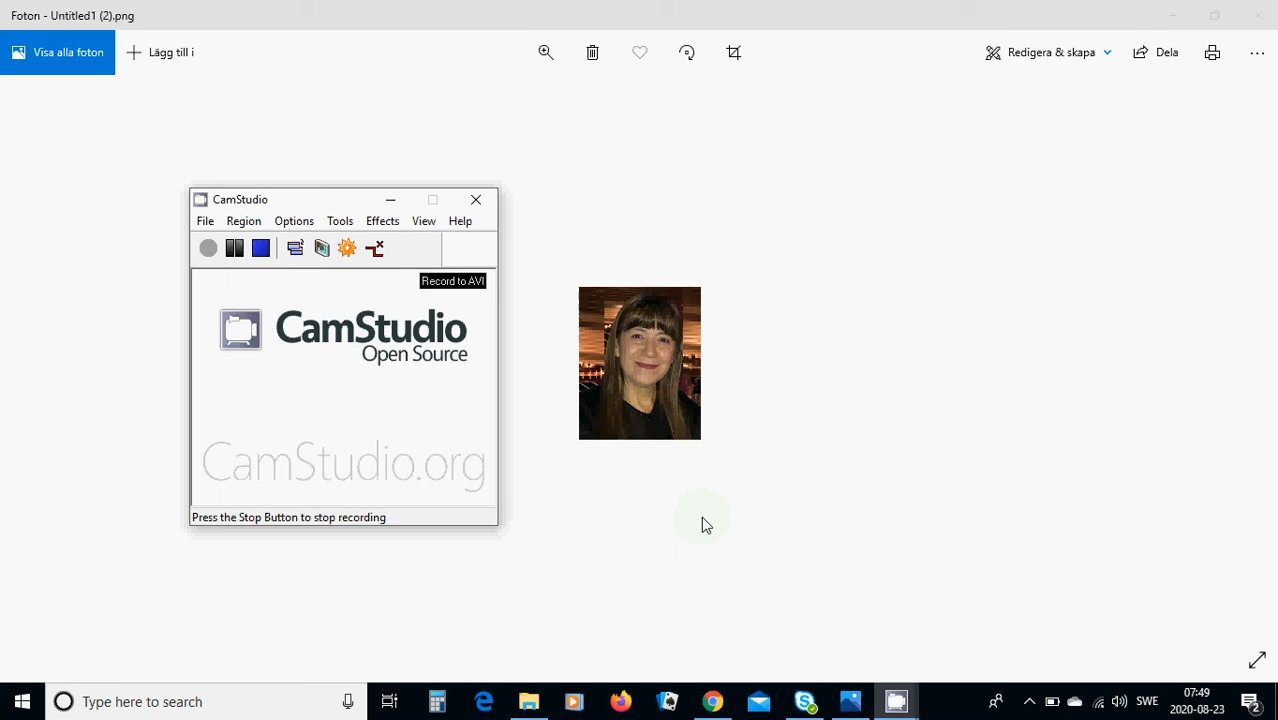 Foton - Untitled1 (2).png
Visa alla foton
Lägg till i
Redigera & skapa
Dela
CamStudio
File Region Options Tools Effects View Help
Record to AVI
CamStudio
Open Source
CamStudio.org
Press the Stop Button to stop recording
Type here to search
SWE
07:49
2020-08-23
2